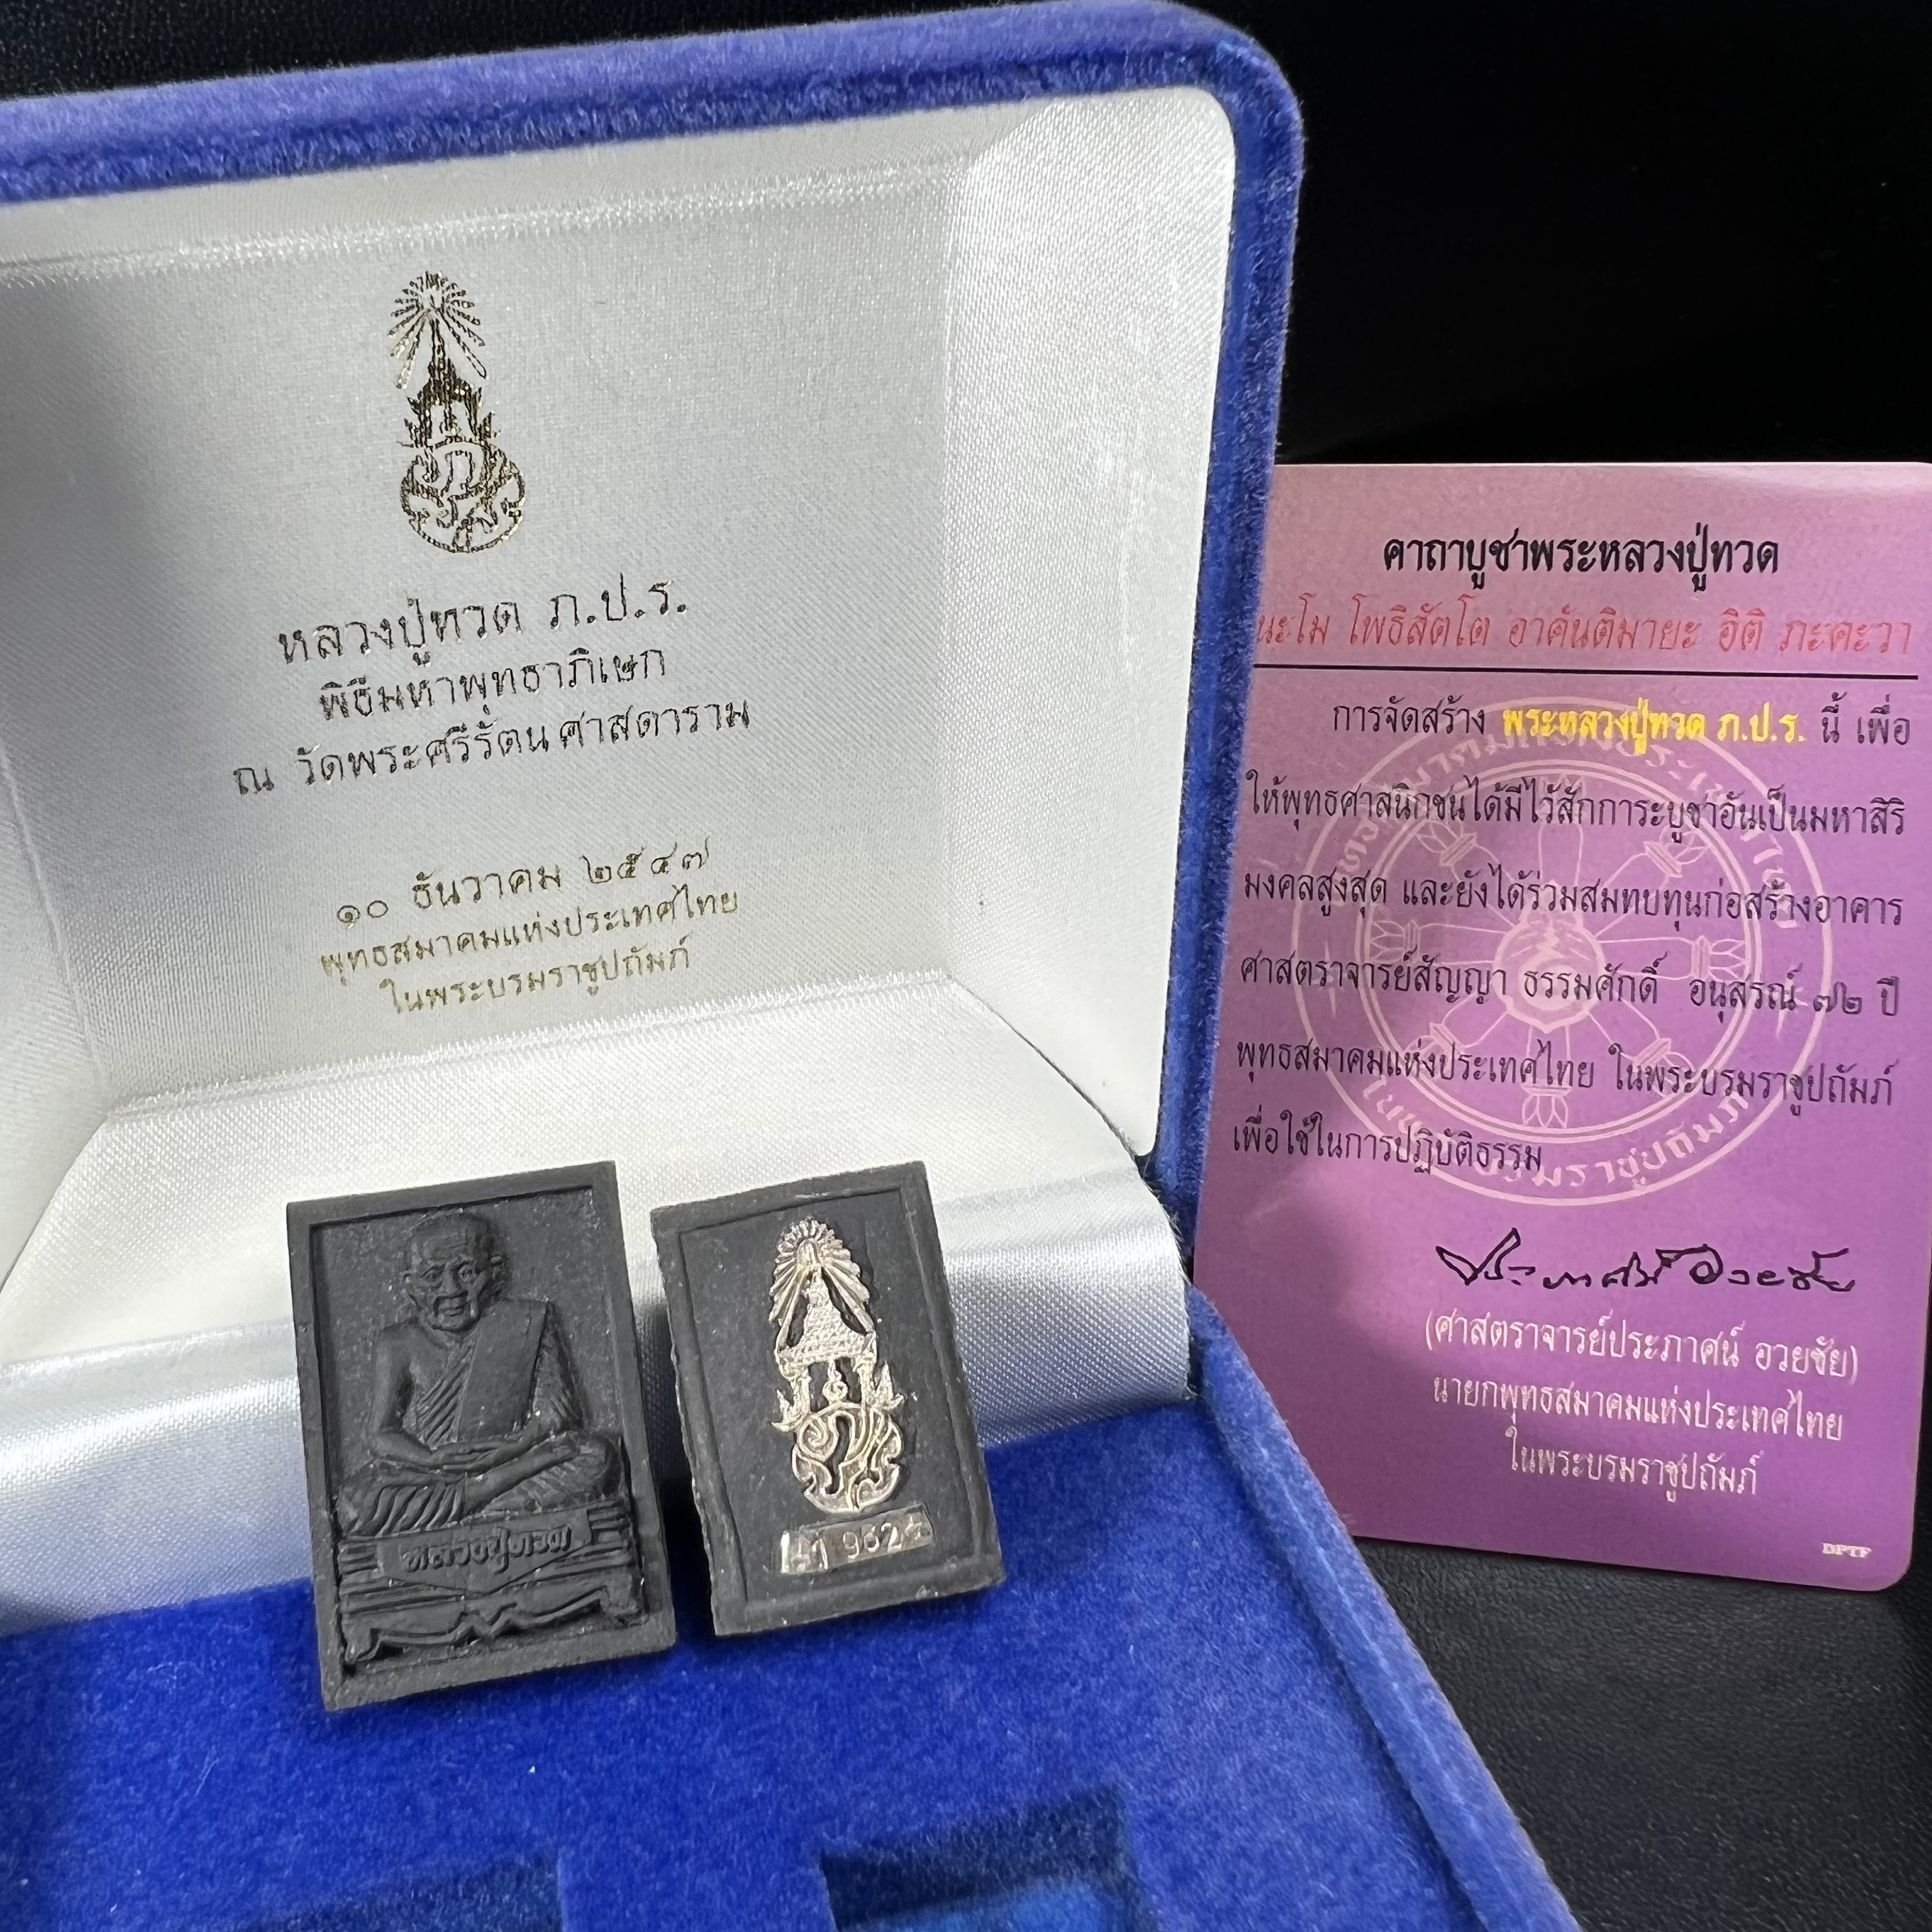 หลวงปู่ทวด ภ.ป.ร.
พิธีมหาพุทธาภิเษก
ณ วัดพระศรีรัตนศาสดาราม
๑๐ ธันวาคม ๒๕๔๗
พุทธสมาคมแห่งประเทศไทย
ในพระบรมราชูปถัมภ์
หลวงปู่ทวด
คาถาบูชาพระหลวงปู่ทวด
นะโม โพธิสัตโต อาคันติมายะ อิติ ภะคะวา
การจัดสร้าง พระหลวงปู่ทวด ภ.ป.ร. นี้ เพื่อ
ให้พุทธศาสนิกชนได้มีไว้สักการะบูชาอันเป็นมหาสิริ
มงคลสูงสุด และยังได้ร่วมสมทบทุนก่อสร้างอาคาร
ศาสตราจารย์สัญญา ธรรมศักดิ์ อนุสรณ์ ๗๒ ปี
พุทธสมาคมแห่งประเทศไทย ในพระบรมราชูปถัมภ์
เพื่อใช้ในการปฏิบัติธรรม
(ศาสตราจารย์ประภาศน์ อวยชัย)
นายกพุทธสมาคมแห่งประเทศไทย
ในพระบรมราชูปถัมภ์
DPTF